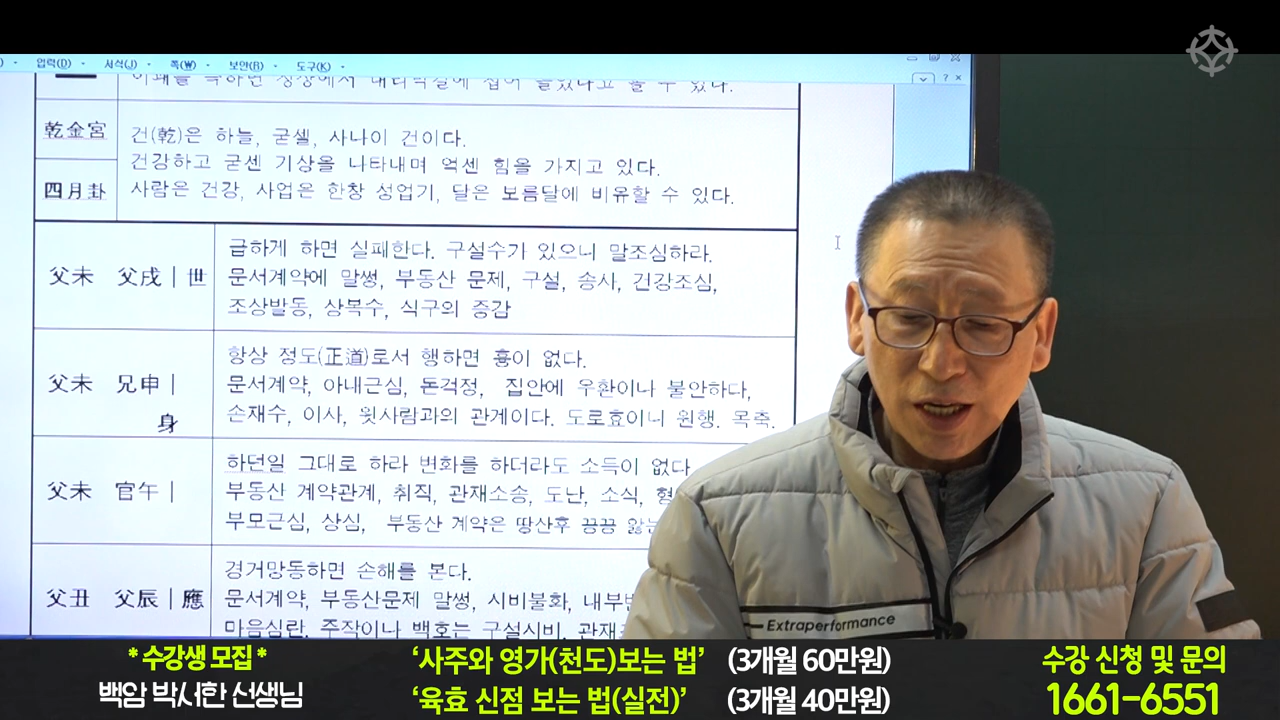 입력(D) 서식(J) 쪽(W) 보안(B) 도구(K)
? ×
乾金宮
四月卦
건(乾)은 하늘, 굳셀, 사나이 건이다.
건강하고 굳센 기상을 나타내며 억센 힘을 가지고 있다.
사람은 건강, 사업은 한창 성업기, 달은 보름달에 비유할 수 있다.
父未 父戌 | 世
급하게 하면 실패한다. 구설수가 있으니 말조심하라.
문서계약에 말썽, 부동산 문제, 구설, 송사, 건강조심,
조상발동, 상복수, 식구의 증감
父未 兄申 |
身
항상 정도(正道)로서 행하면 흉이 없다.
문서계약, 아내근심, 돈걱정, 집안에 우환이나 불안하다,
손재수, 이사, 윗사람과의 관계이다. 도로효이니 원행. 목축.
父未 官午 |
하던일 그대로 하라 변화를 하더라도 소득이 없다
부동산 계약관계, 취직, 관재소송, 도난, 소식, 형
부모근심, 상심, 부동산 계약은 땅산후 끙끙 앓는
父丑 父辰 | 應
경거망동하면 손해를 본다.
문서계약, 부동산문제 말썽, 시비불화, 내부
마음심란. 주작이나 백호는 구설시비. 관재
Extraperformance
*수강생 모집*
백암 박시한 선생님
‘사주와 영가(천도)보는 법’ (3개월 60만원)
‘육효 신점 보는 법(실전)’ (3개월 40만원)
수강 신청 및 문의
1661-6551